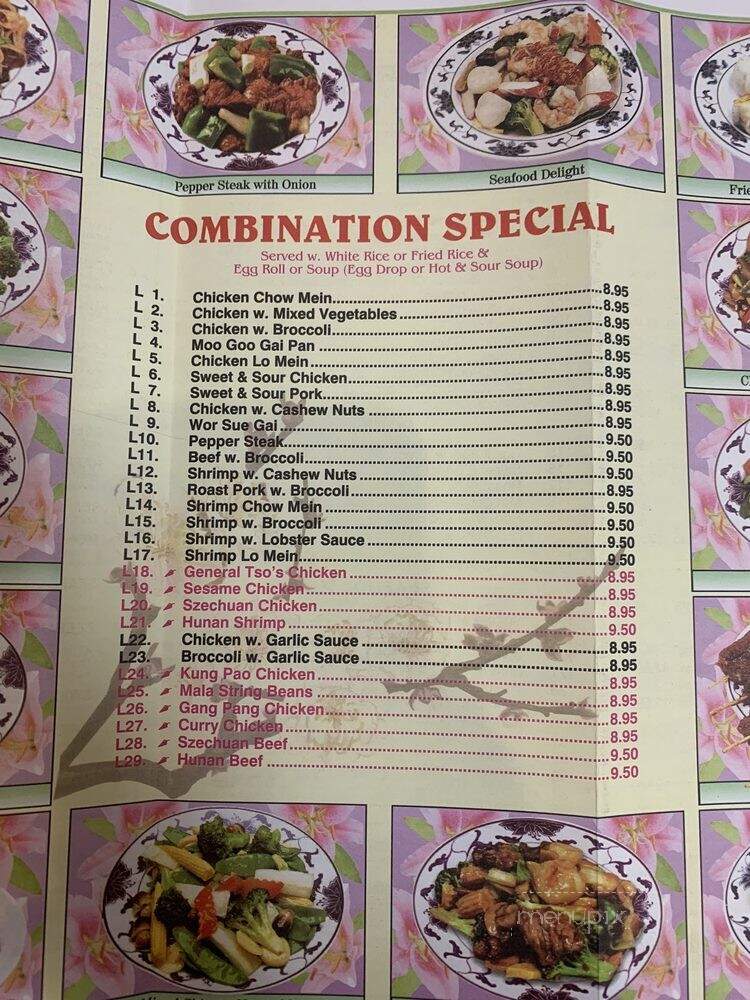 Pepper Steak with Onion
Seafood Delight
COMBINATION SPECIAL
Served w. White Rice or Fried Rice &
Egg Roll or Soup (Egg Drop or Hot & Sour Soup)
L 1. Chicken Chow Mein 8.95
L 2. Chicken w. Mixed Vegetables 8.95
L 3. Chicken w. Broccoli 8.95
L 4. Moo Goo Gai Pan 8.95
L 5. Chicken Lo Mein 8.95
L 6. Sweet & Sour Chicken 8.95
L 7. Sweet & Sour Pork 8.95
L 8. Chicken w. Cashew Nuts 8.95
L 9. Wor Sue Gai 8.95
L10. Pepper Steak 9.50
L11. Beef w. Broccoli 9.50
L12. Shrimp w. Cashew Nuts 9.50
L13. Roast Pork w. Broccoli 8.95
L14. Shrimp Chow Mein 9.50
L15. Shrimp w. Broccoli 9.50
L16. Shrimp w. Lobster Sauce 9.50
L17. Shrimp Lo Mein 9.50
L18. General Tso's Chicken 8.95
L19. Sesame Chicken 8.95
L20. Szechuan Chicken 8.95
L21. Hunan Shrimp 9.50
L22. Chicken w. Garlic Sauce 8.95
L23. Broccoli w. Garlic Sauce 8.95
L24. Kung Pao Chicken 8.95
L25. Mala String Beans 8.95
L26. Gang Pang Chicken 8.95
L27. Curry Chicken 8.95
L28. Szechuan Beef 9.50
L29. Hunan Beef 9.50
menupix